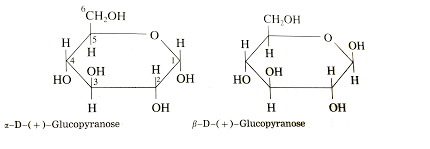 ⁶CH₂OH CH₂OH
5 O O
H H H OH
H H
4 1
OH H OH H
HO 3 2 OH HO H
H OH H OH
α–D–(+)–Glucopyranose β–D–(+)–Glucopyranose